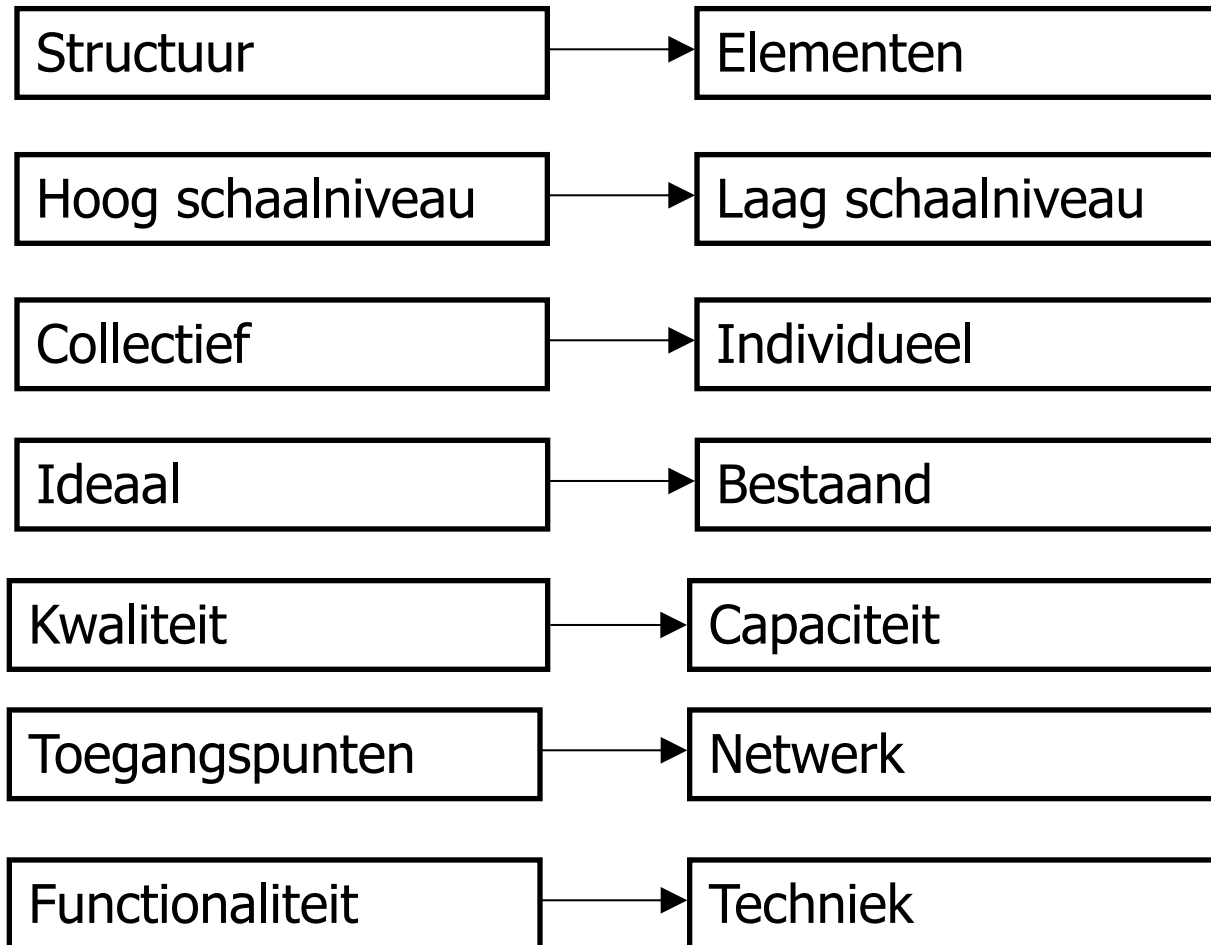 Structuur
Elementen
Hoog schaalniveau
Laag schaalniveau
Collectief
Individueel
Ideaal
Bestaand
Kwaliteit
Capaciteit
Toegangspunten
Netwerk
Functionaliteit
Techniek